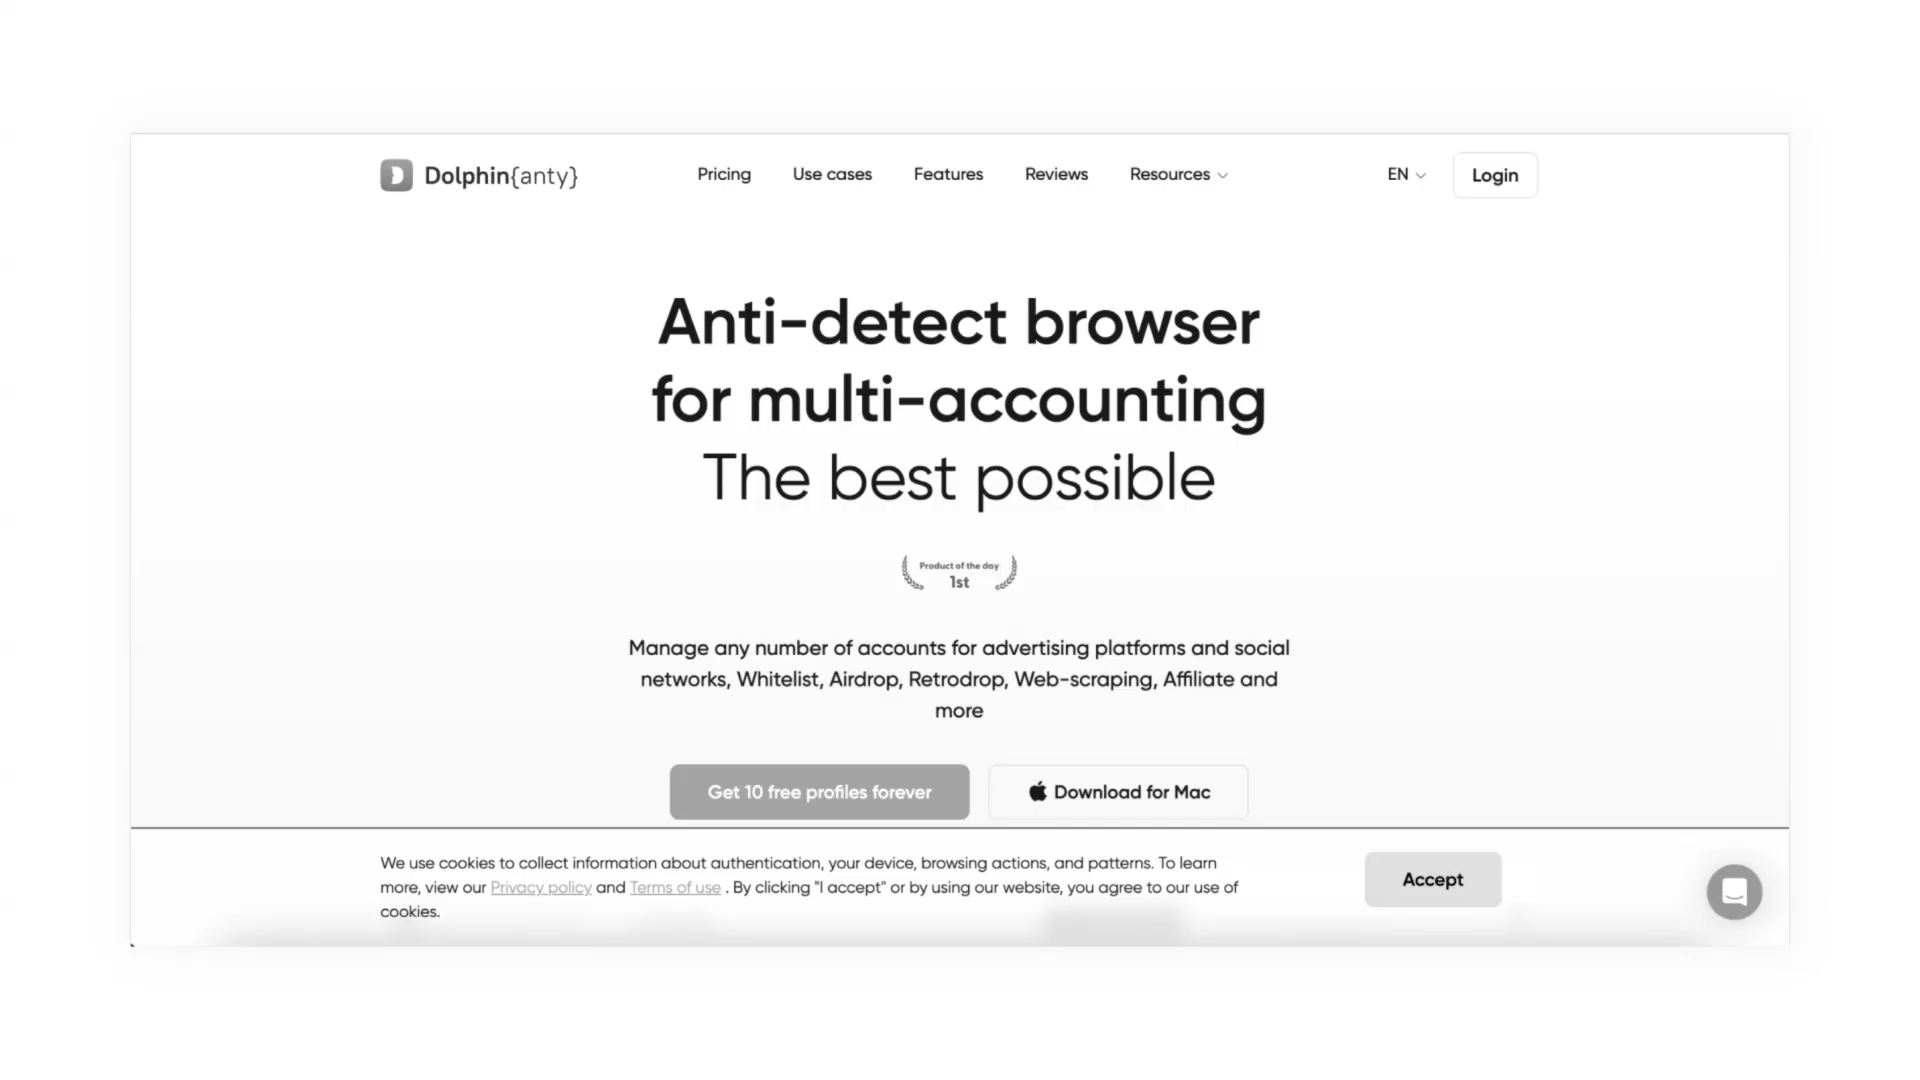 Dolphin{anty}
Pricing
Use cases
Features
Reviews
Resources
EN
Login
Anti-detect browser
for multi-accounting
The best possible
Product of the day
1st
Manage any number of accounts for advertising platforms and social
networks, Whitelist, Airdrop, Retrodrop, Web-scraping, Affiliate and
more
Get 10 free profiles forever
Download for Mac
We use cookies to collect information about authentication, your device, browsing actions, and patterns. To learn
more, view our Privacy policy and Terms of use . By clicking "I accept" or by using our website, you agree to our use of
cookies.
Accept